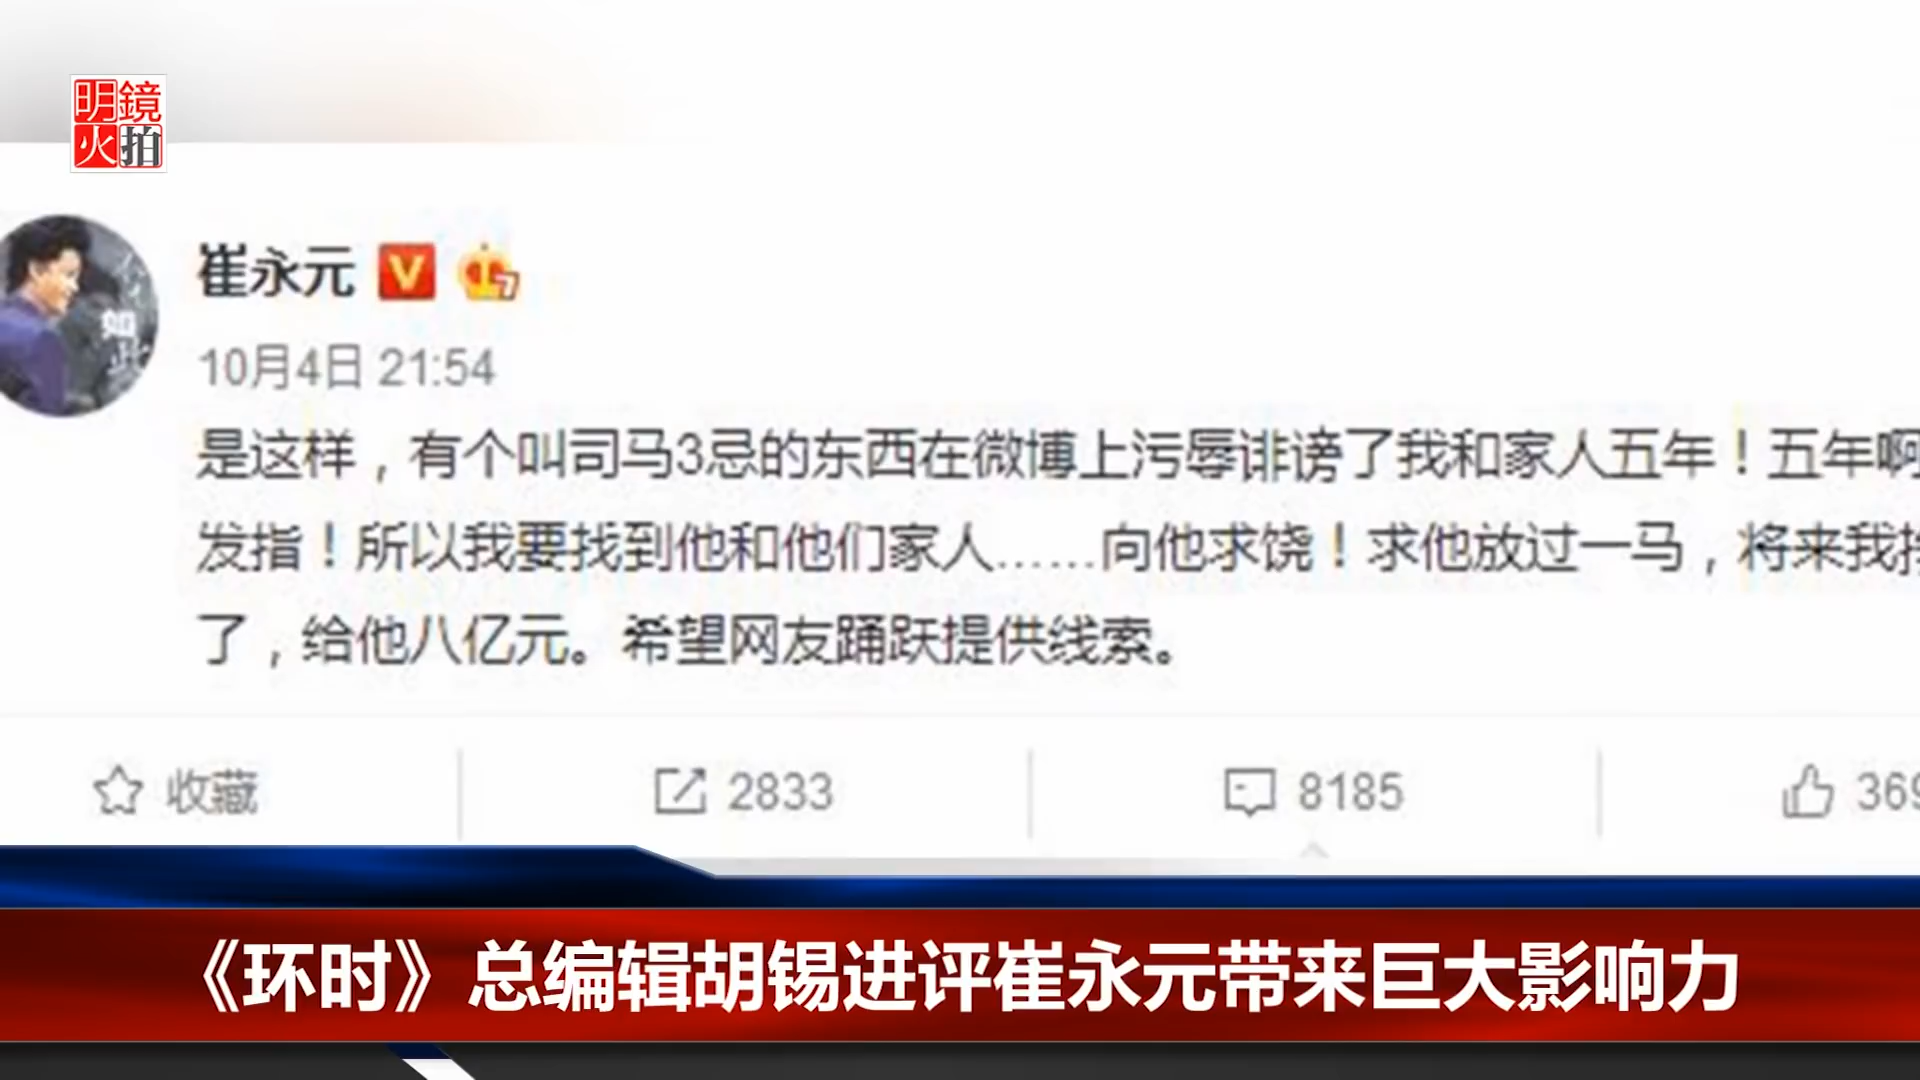 明鏡
火拍
崔永元
10月4日 21:54
是这样，有个叫司马3忌的东西在微博上污辱诽谤了我和家人五年！五年啊
发指！所以我要找到他和他们家人……向他求饶！求他放过一马，将来我挣
了，给他八亿元。希望网友踊跃提供线索。
收藏
2833
8185
369
《环时》总编辑胡锡进评崔永元带来巨大影响力